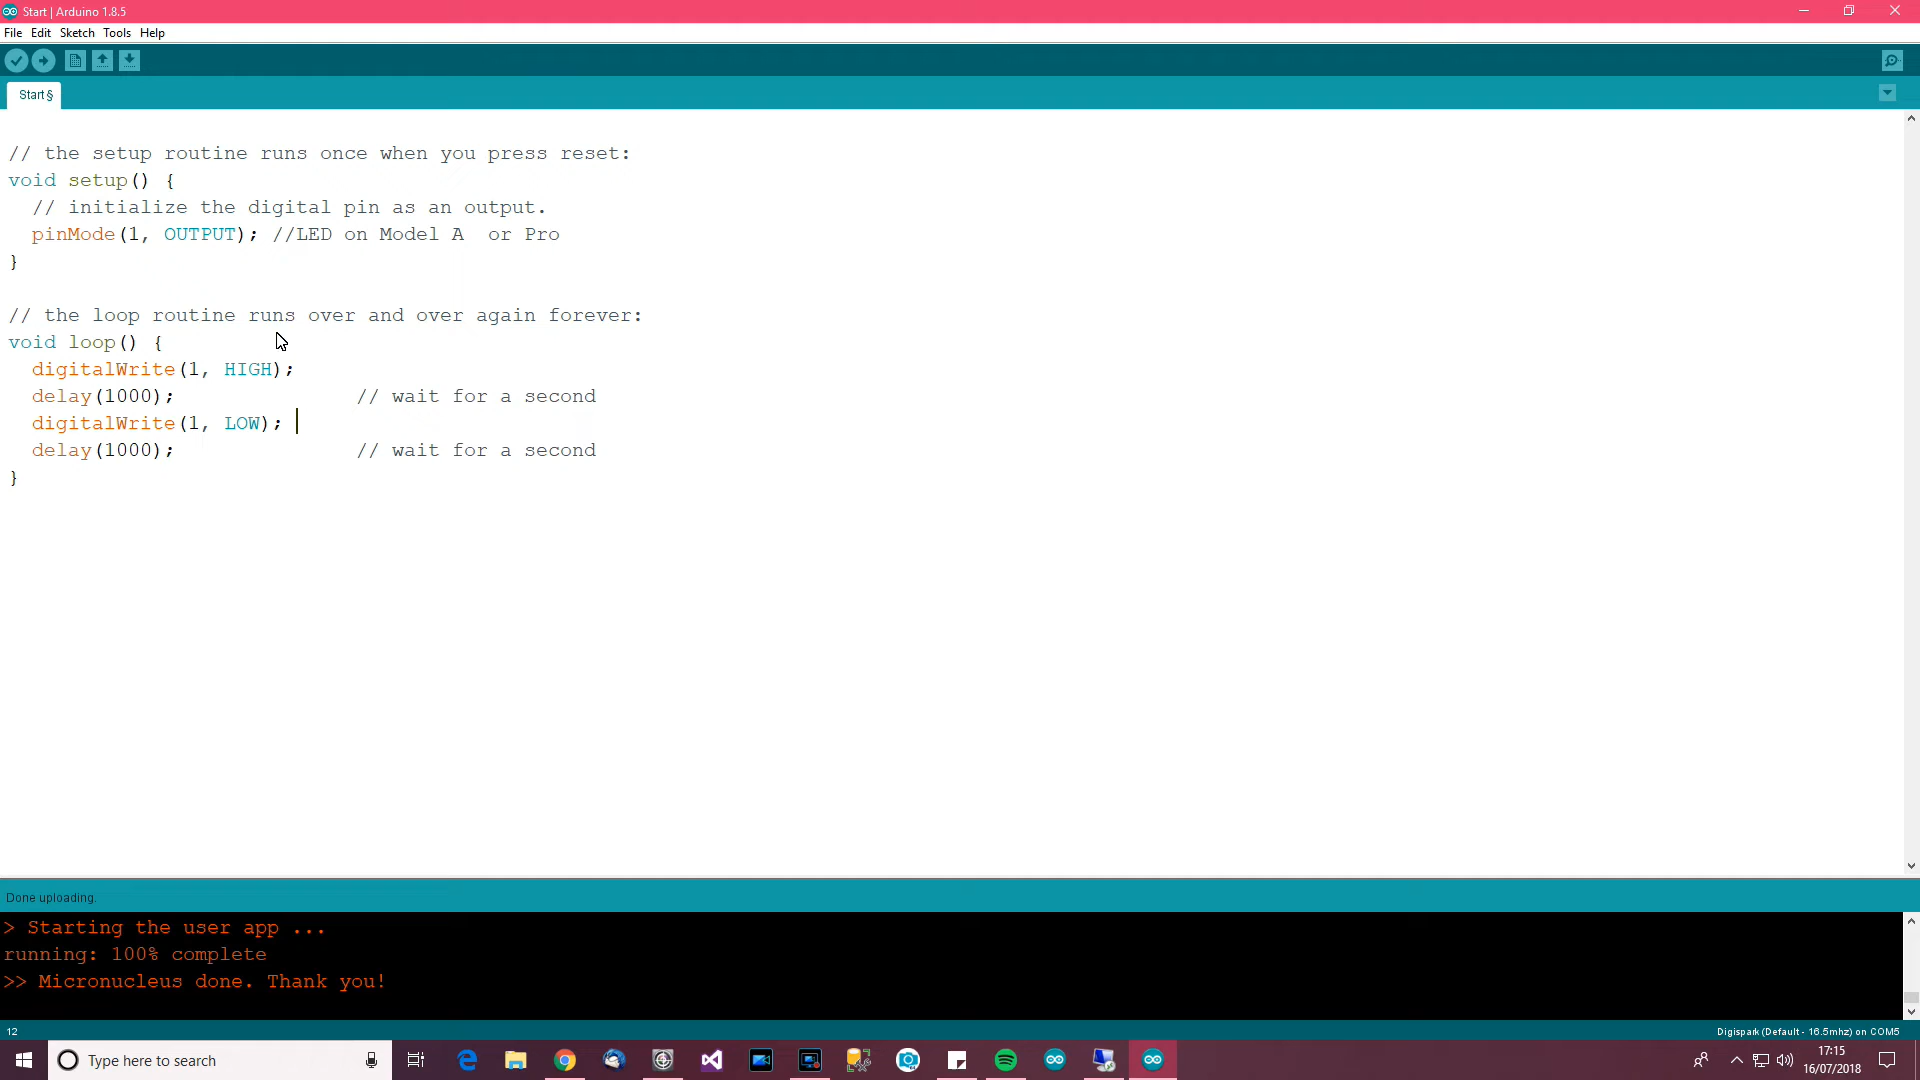 Start | Arduino 1.8.5
File Edit Sketch Tools Help
Start §
// the setup routine runs once when you press reset:
void setup() {
  // initialize the digital pin as an output.
  pinMode(1, OUTPUT); //LED on Model A  or Pro
}
// the loop routine runs over and over again forever:
void loop() {
  digitalWrite(1, HIGH);
  delay(1000);               // wait for a second
  digitalWrite(1, LOW);
  delay(1000);               // wait for a second
}
Done uploading.
> Starting the user app ...
running: 100% complete
>> Micronucleus done. Thank you!
12
Digispark (Default - 16.5mhz) on COM5
Type here to search
17:15
16/07/2018